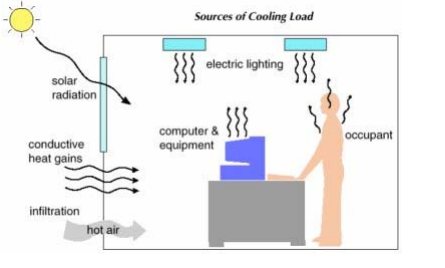 Sources of Cooling Load
electric lighting
solar
radiation
computer &
equipment
occupant
conductive
heat gains
infiltration
hot air